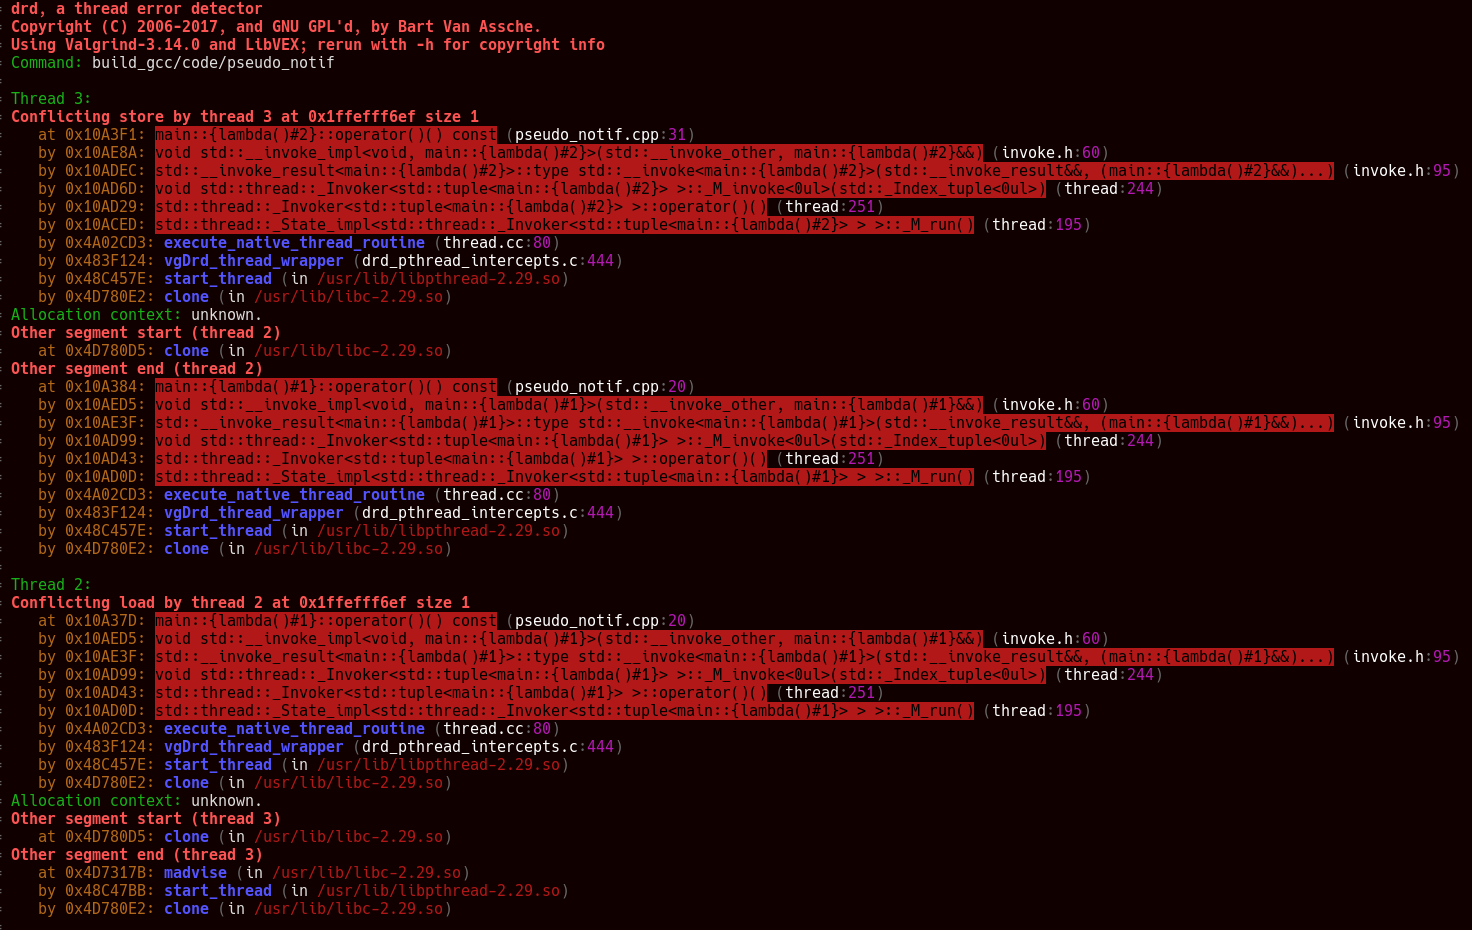 drd, a thread error detector
Copyright (C) 2006-2017, and GNU GPL'd, by Bart Van Assche.
Using Valgrind-3.14.0 and LibVEX; rerun with -h for copyright info
Command: build_gcc/code/pseudo_notif
Thread 3:
Conflicting store by thread 3 at 0x1ffefff6ef size 1
   at 0x10A3F1: main::{lambda()#2}::operator()() const (pseudo_notif.cpp:31)
   by 0x10AE8A: void std::__invoke_impl<void, main::{lambda()#2}>(std::__invoke_other, main::{lambda()#2}&&) (invoke.h:60)
   by 0x10ADEC: std::__invoke_result<main::{lambda()#2}>::type std::__invoke<main::{lambda()#2}>(std::__invoke_result&&, (main::{lambda()#2}&&)...) (invoke.h:95)
   by 0x10AD6D: void std::thread::_Invoker<std::tuple<main::{lambda()#2}> >::_M_invoke<0ul>(std::_Index_tuple<0ul>) (thread:244)
   by 0x10AD29: std::thread::_Invoker<std::tuple<main::{lambda()#2}> >::operator()() (thread:251)
   by 0x10ACED: std::thread::_State_impl<std::thread::_Invoker<std::tuple<main::{lambda()#2}> > >::_M_run() (thread:195)
   by 0x4A02CD3: execute_native_thread_routine (thread.cc:80)
   by 0x483F124: vgDrd_thread_wrapper (drd_pthread_intercepts.c:444)
   by 0x48C457E: start_thread (in /usr/lib/libpthread-2.29.so)
   by 0x4D780E2: clone (in /usr/lib/libc-2.29.so)
Allocation context: unknown.
Other segment start (thread 2)
   at 0x4D780D5: clone (in /usr/lib/libc-2.29.so)
Other segment end (thread 2)
   at 0x10A384: main::{lambda()#1}::operator()() const (pseudo_notif.cpp:20)
   by 0x10AED5: void std::__invoke_impl<void, main::{lambda()#1}>(std::__invoke_other, main::{lambda()#1}&&) (invoke.h:60)
   by 0x10AE3F: std::__invoke_result<main::{lambda()#1}>::type std::__invoke<main::{lambda()#1}>(std::__invoke_result&&, (main::{lambda()#1}&&)...) (invoke.h:95)
   by 0x10AD99: void std::thread::_Invoker<std::tuple<main::{lambda()#1}> >::_M_invoke<0ul>(std::_Index_tuple<0ul>) (thread:244)
   by 0x10AD43: std::thread::_Invoker<std::tuple<main::{lambda()#1}> >::operator()() (thread:251)
   by 0x10AD0D: std::thread::_State_impl<std::thread::_Invoker<std::tuple<main::{lambda()#1}> > >::_M_run() (thread:195)
   by 0x4A02CD3: execute_native_thread_routine (thread.cc:80)
   by 0x483F124: vgDrd_thread_wrapper (drd_pthread_intercepts.c:444)
   by 0x48C457E: start_thread (in /usr/lib/libpthread-2.29.so)
   by 0x4D780E2: clone (in /usr/lib/libc-2.29.so)
Thread 2:
Conflicting load by thread 2 at 0x1ffefff6ef size 1
   at 0x10A37D: main::{lambda()#1}::operator()() const (pseudo_notif.cpp:20)
   by 0x10AED5: void std::__invoke_impl<void, main::{lambda()#1}>(std::__invoke_other, main::{lambda()#1}&&) (invoke.h:60)
   by 0x10AE3F: std::__invoke_result<main::{lambda()#1}>::type std::__invoke<main::{lambda()#1}>(std::__invoke_result&&, (main::{lambda()#1}&&)...) (invoke.h:95)
   by 0x10AD99: void std::thread::_Invoker<std::tuple<main::{lambda()#1}> >::_M_invoke<0ul>(std::_Index_tuple<0ul>) (thread:244)
   by 0x10AD43: std::thread::_Invoker<std::tuple<main::{lambda()#1}> >::operator()() (thread:251)
   by 0x10AD0D: std::thread::_State_impl<std::thread::_Invoker<std::tuple<main::{lambda()#1}> > >::_M_run() (thread:195)
   by 0x4A02CD3: execute_native_thread_routine (thread.cc:80)
   by 0x483F124: vgDrd_thread_wrapper (drd_pthread_intercepts.c:444)
   by 0x48C457E: start_thread (in /usr/lib/libpthread-2.29.so)
   by 0x4D780E2: clone (in /usr/lib/libc-2.29.so)
Allocation context: unknown.
Other segment start (thread 3)
   at 0x4D780D5: clone (in /usr/lib/libc-2.29.so)
Other segment end (thread 3)
   at 0x4D7317B: madvise (in /usr/lib/libc-2.29.so)
   by 0x48C47BB: start_thread (in /usr/lib/libpthread-2.29.so)
   by 0x4D780E2: clone (in /usr/lib/libc-2.29.so)